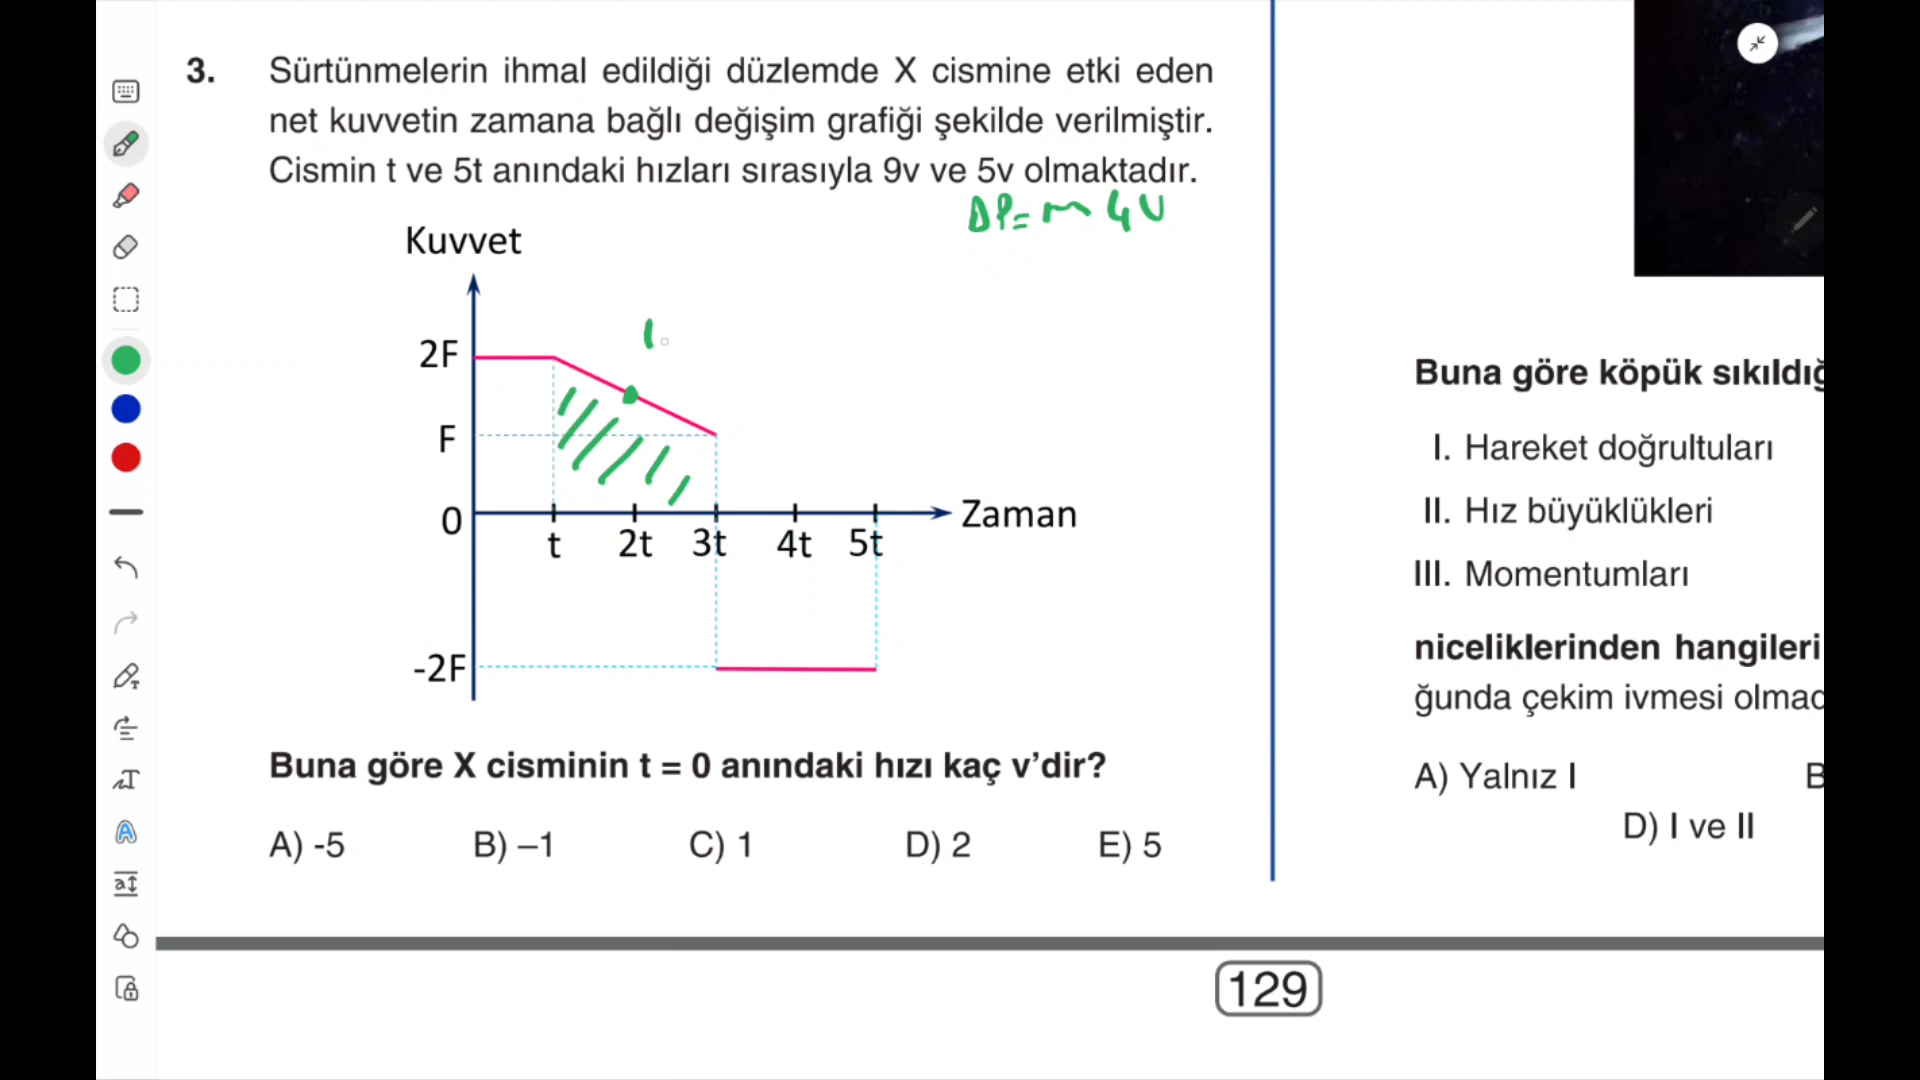 3. Sürtünmelerin ihmal edildiği düzlemde X cismine etki eden
net kuvvetin zamana bağlı değişim grafiği şekilde verilmiştir.
Cismin t ve 5t anındaki hızları sırasıyla 9v ve 5v olmaktadır.
ΔP = m 4v
Kuvvet
2F
F
0
t
2t
3t
4t
5t
Zaman
-2F
Buna göre X cisminin t = 0 anındaki hızı kaç v'dir?
A) -5 B) –1 C) 1 D) 2 E) 5
Buna göre köpük
I. Hareket doğrultuları
II. Hız büyüklükleri
III. Momentumları
niceliklerinden hangileri
ğunda çekim ivmesi
A) Yalnız I
D) I ve II
129